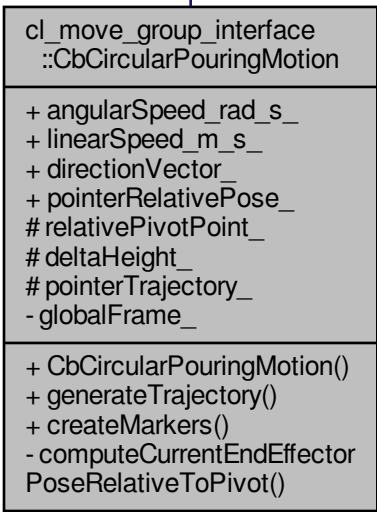 cl_move_group_interface
::CbCircularPouringMotion
+ angularSpeed_rad_s_
+ linearSpeed_m_s_
+ directionVector_
+ pointerRelativePose_
# relativePivotPoint_
# deltaHeight_
# pointerTrajectory_
- globalFrame_
+ CbCircularPouringMotion()
+ generateTrajectory()
+ createMarkers()
- computeCurrentEndEffector
PoseRelativeToPivot()